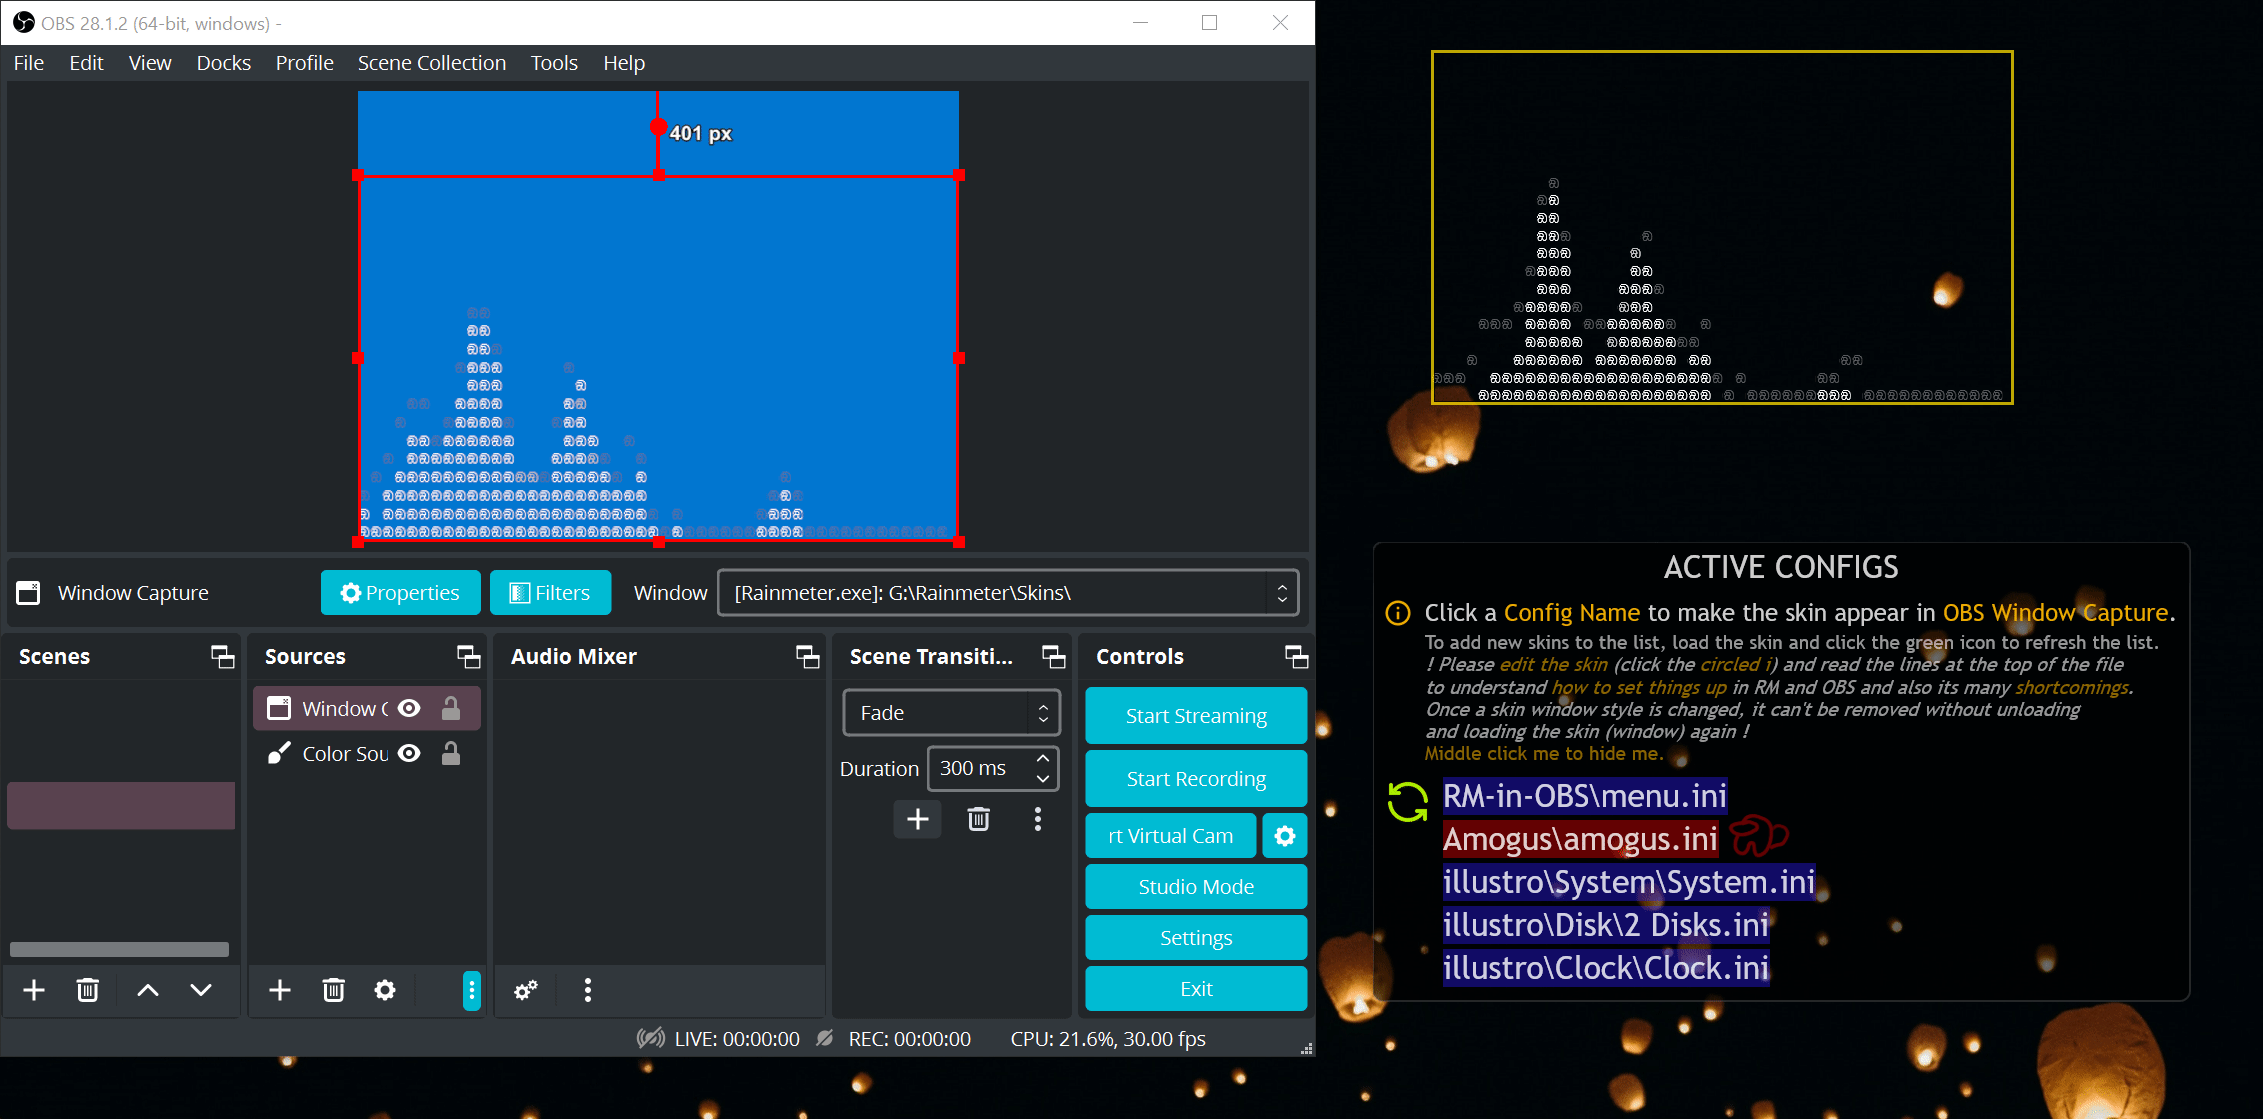 OBS 28.1.2 (64-bit, windows) -
File Edit View Docks Profile Scene Collection Tools Help
401 px
Window Capture Properties Filters Window [Rainmeter.exe]: G:\Rainmeter\Skins\
Scenes
Sources
Window C
Color Sou
Audio Mixer
Scene Transiti...
Fade
Duration 300 ms
Controls
Start Streaming
Start Recording
rt Virtual Cam
Studio Mode
Settings
Exit
LIVE: 00:00:00 REC: 00:00:00 CPU: 21.6%, 30.00 fps
ACTIVE CONFIGS
Click a Config Name to make the skin appear in OBS Window Capture.
To add new skins to the list, load the skin and click the green icon to refresh the list.
! Please edit the skin (click the circled i) and read the lines at the top of the file
to understand how to set things up in RM and OBS and also its many shortcomings.
Once a skin window style is changed, it can't be removed without unloading
and loading the skin (window) again !
Middle click me to hide me.
RM-in-OBS\menu.ini
Amogus\amogus.ini
illustro\System\System.ini
illustro\Disk\2 Disks.ini
illustro\Clock\Clock.ini